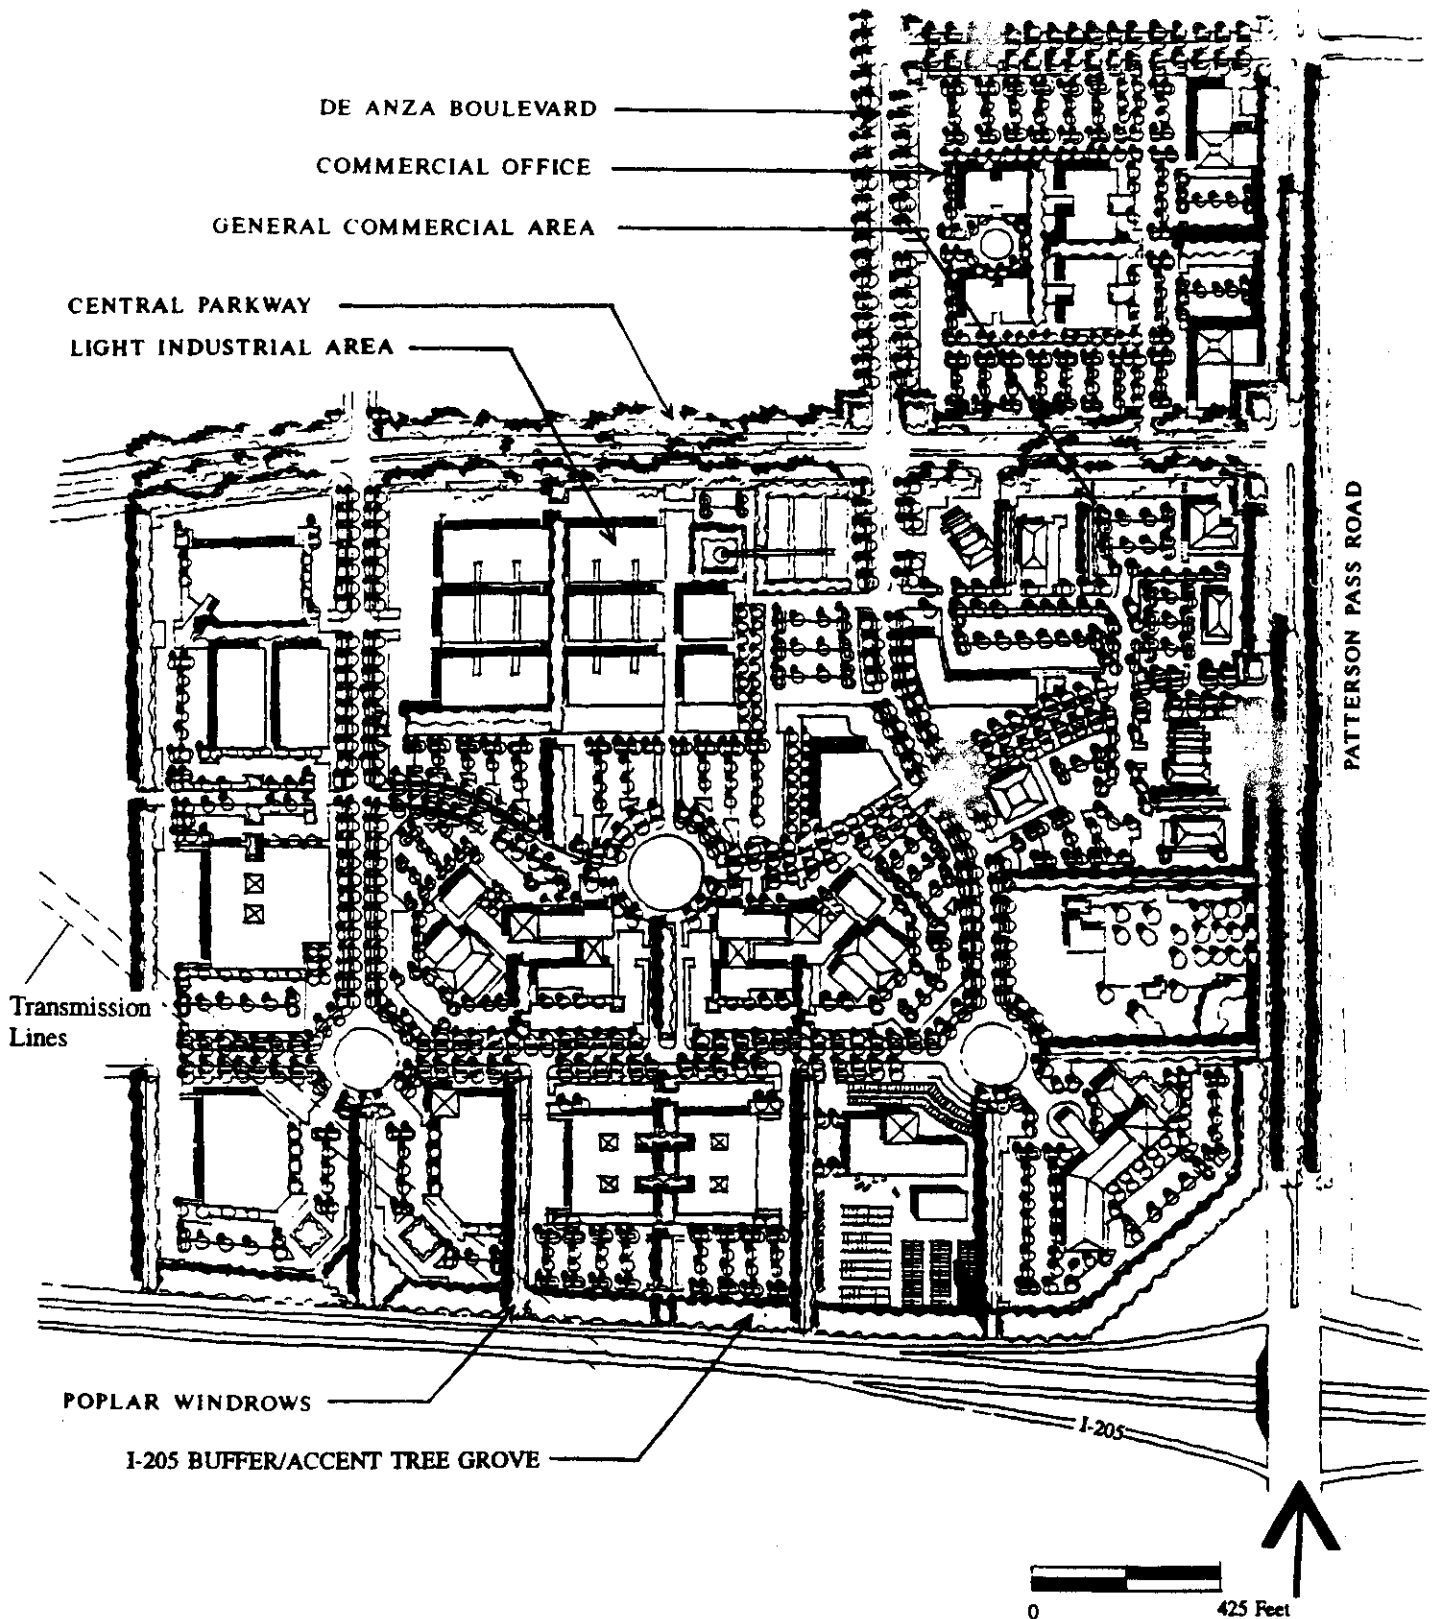 DE ANZA BOULEVARD
COMMERCIAL OFFICE
GENERAL COMMERCIAL AREA
CENTRAL PARKWAY
LIGHT INDUSTRIAL AREA
PATTERSON PASS ROAD
Transmission
Lines
POPLAR WINDROWS
I-205 BUFFER/ACCENT TREE GROVE
I-205
0
425 Feet